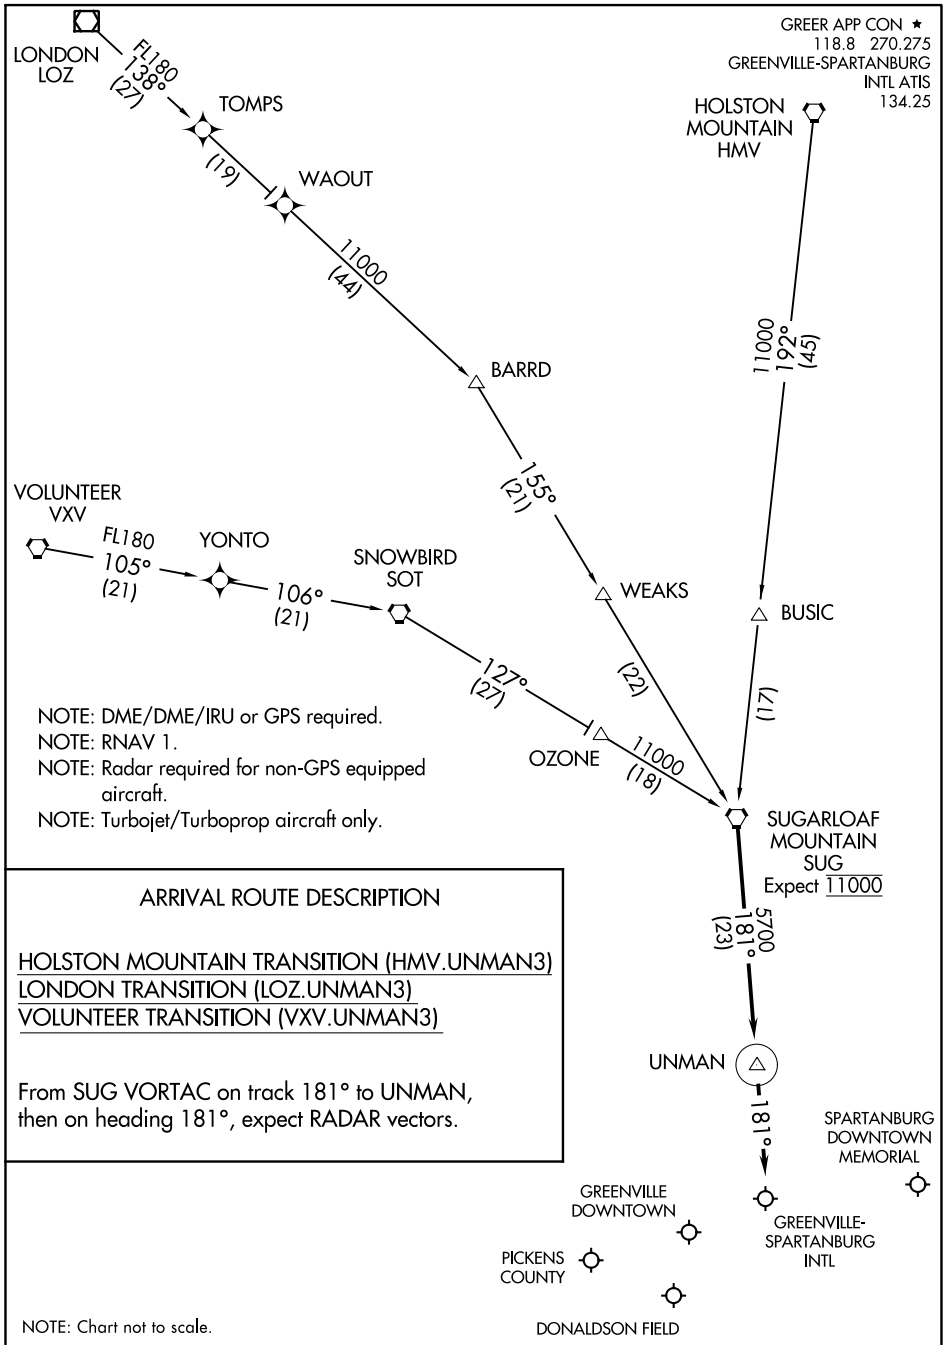 GREER APP CON ★
118.8 270.275
GREENVILLE-SPARTANBURG
INTL ATIS
134.25
LONDON
LOZ
FL180
138°
(27)
TOMPS
(19)
WAOUT
11000
(44)
BARRD
155°
(21)
WEAKS
(22)
HOLSTON
MOUNTAIN
HMV
11000
192°
(45)
BUSIC
(17)
VOLUNTEER
VXV
FL180
105°
(21)
YONTO
106°
(21)
SNOWBIRD
SOT
127°
(27)
OZONE
11000
(18)
SUGARLOAF
MOUNTAIN
SUG
Expect 11000
NOTE: DME/DME/IRU or GPS required.
NOTE: RNAV 1.
NOTE: Radar required for non-GPS equipped
aircraft.
NOTE: Turbojet/Turboprop aircraft only.
ARRIVAL ROUTE DESCRIPTION
HOLSTON MOUNTAIN TRANSITION (HMV.UNMAN3)
LONDON TRANSITION (LOZ.UNMAN3)
VOLUNTEER TRANSITION (VXV.UNMAN3)
From SUG VORTAC on track 181° to UNMAN,
then on heading 181°, expect RADAR vectors.
5700
181°
(23)
UNMAN
181°
SPARTANBURG
DOWNTOWN
MEMORIAL
GREENVILLE
DOWNTOWN
GREENVILLE-
SPARTANBURG
INTL
PICKENS
COUNTY
DONALDSON FIELD
NOTE: Chart not to scale.